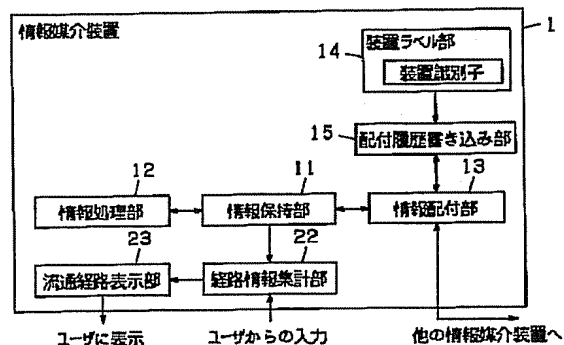 情報媒介装置
1
14
装置ラベル部
装置識別子
15
配付履歴書き込み部
12
11
13
情報処理部
情報保持部
情報配付部
23
22
流通経路表示部
経路情報集計部
ユーザに表示
ユーザからの入力
他の情報媒介装置へ